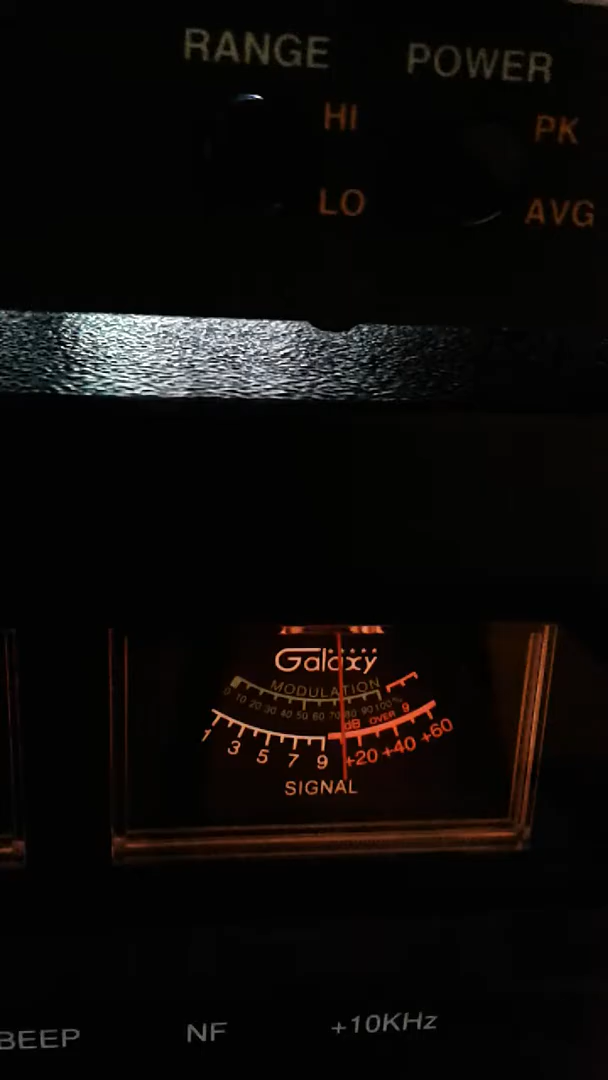 RANGE POWER
HI PK
LO AVG
Galaxy
MODULATION
0 10 20 30 40 50 60 70 80 90 100 %
dB OVER 9
1 3 5 7 9 +20 +40 +60
SIGNAL
BEEP NF +10KHz